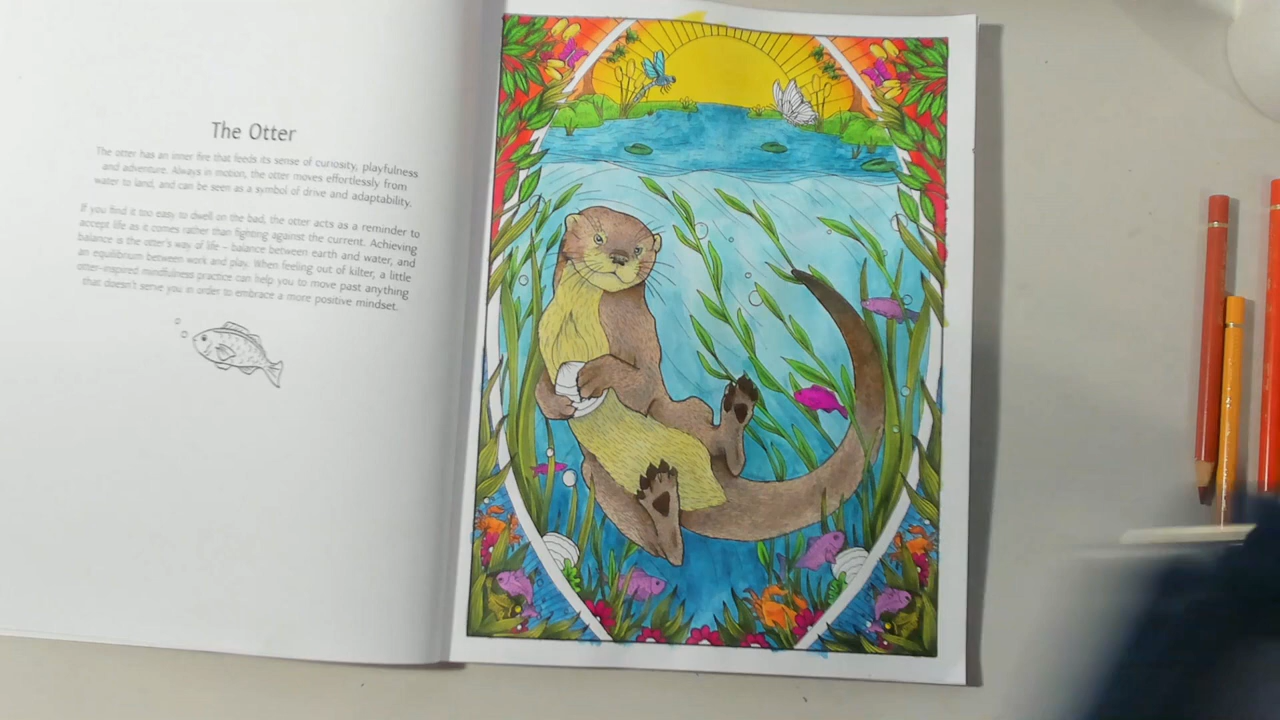 The Otter
The otter has an inner fire that feeds its sense of curiosity, playfulness
and adventure. Always in motion, the otter moves effortlessly from
water to land, and can be seen as a symbol of drive and adaptability.
If you find it too easy to dwell on the bad, the otter acts as a reminder to
accept life as it comes rather than fighting against the current. Achieving
balance is the otter's way of life – balance between earth and water, and
an equilibrium between work and play. When feeling out of kilter, a little
otter-inspired mindfulness practice can help you to move past anything
that doesn't serve you in order to embrace a more positive mindset.